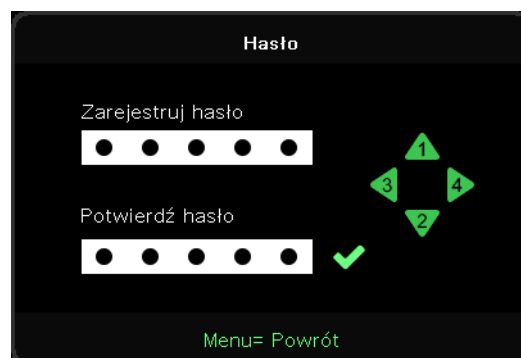 Hasło
Zarejestruj hasło
1
3 4
Potwierdź hasło
2
Menu= Powrót